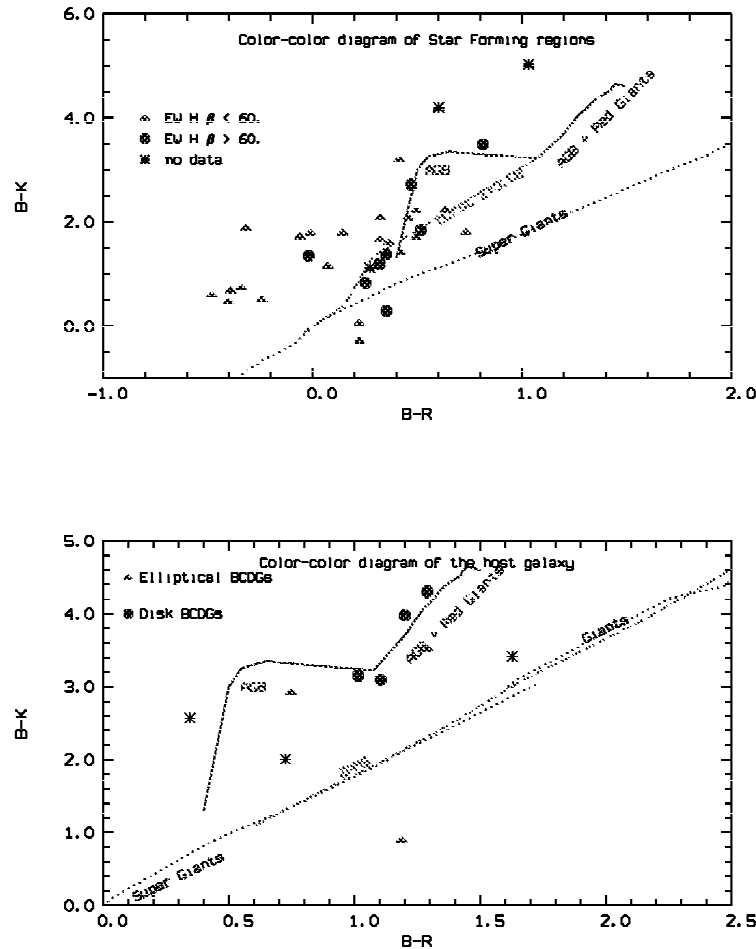 6.0
Color-color diagram of Star Forming regions
EW H β < 60.
EW H β > 60.
no data
4.0
2.0
0.0
B-K
AGB
AGB + Red Giants
Super Giants
-1.0 0.0 1.0 2.0
B-R
5.0
Color-color diagram of the host galaxy
Elliptical BCDGs
Disk BCDGs
4.0
3.0
2.0
1.0
0.0
B-K
AGB
AGB + Red Giants
Giants
Super Giants
0.0 0.5 1.0 1.5 2.0 2.5
B-R